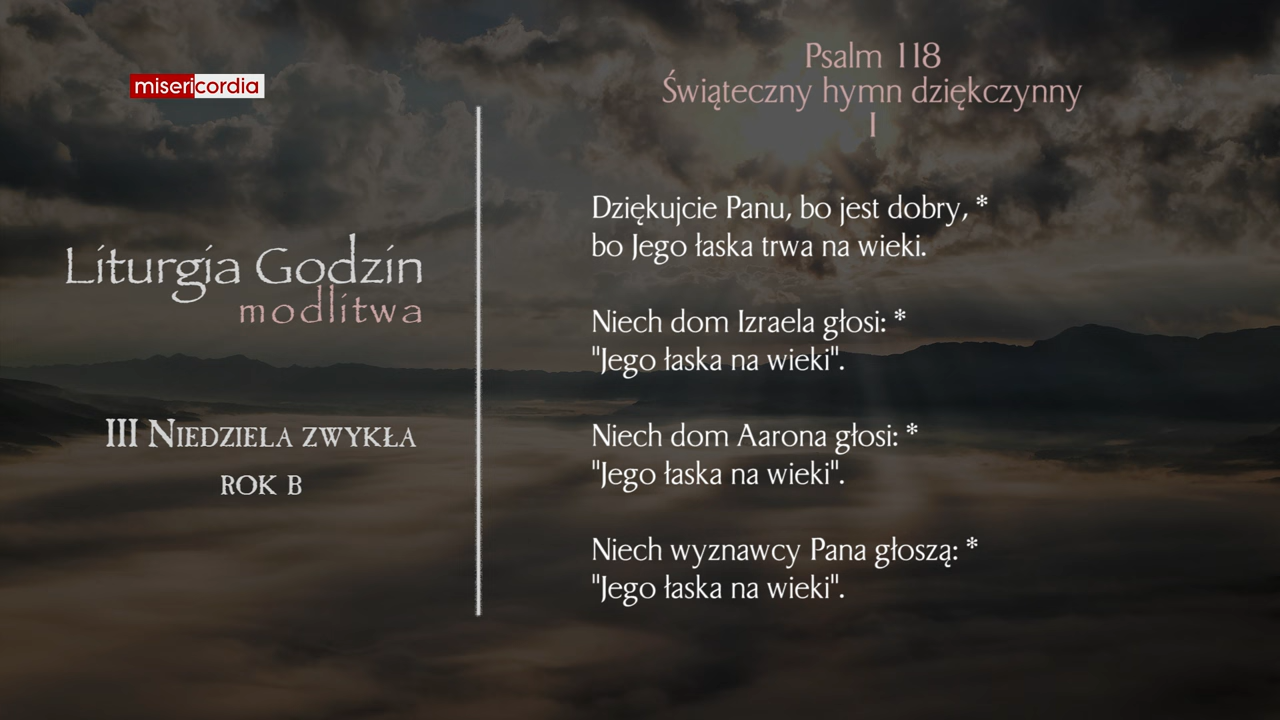 misericordia
Liturgia Godzin
modlitwa
III Niedziela zwykła
rok B
Psalm 118
Świąteczny hymn dziękczynny
I
Dziękujcie Panu, bo jest dobry, *
bo Jego łaska trwa na wieki.
Niech dom Izraela głosi: *
"Jego łaska na wieki".
Niech dom Aarona głosi: *
"Jego łaska na wieki".
Niech wyznawcy Pana głoszą: *
"Jego łaska na wieki".